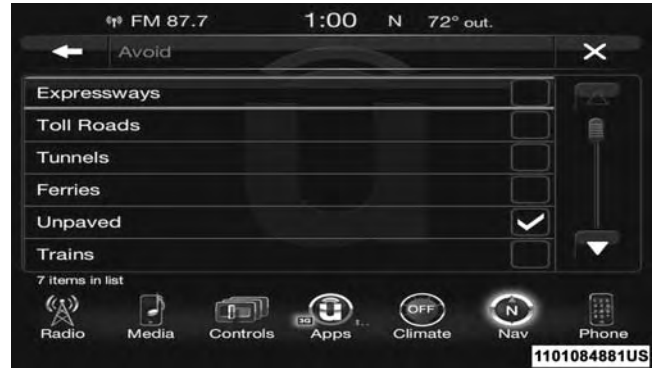 FM 87.7 1:00 N 72° out.
Avoid
Expressways
Toll Roads
Tunnels
Ferries
Unpaved
Trains
7 items in list
3G OFF N
Radio Media Controls Apps Climate Nav Phone
1101084881US